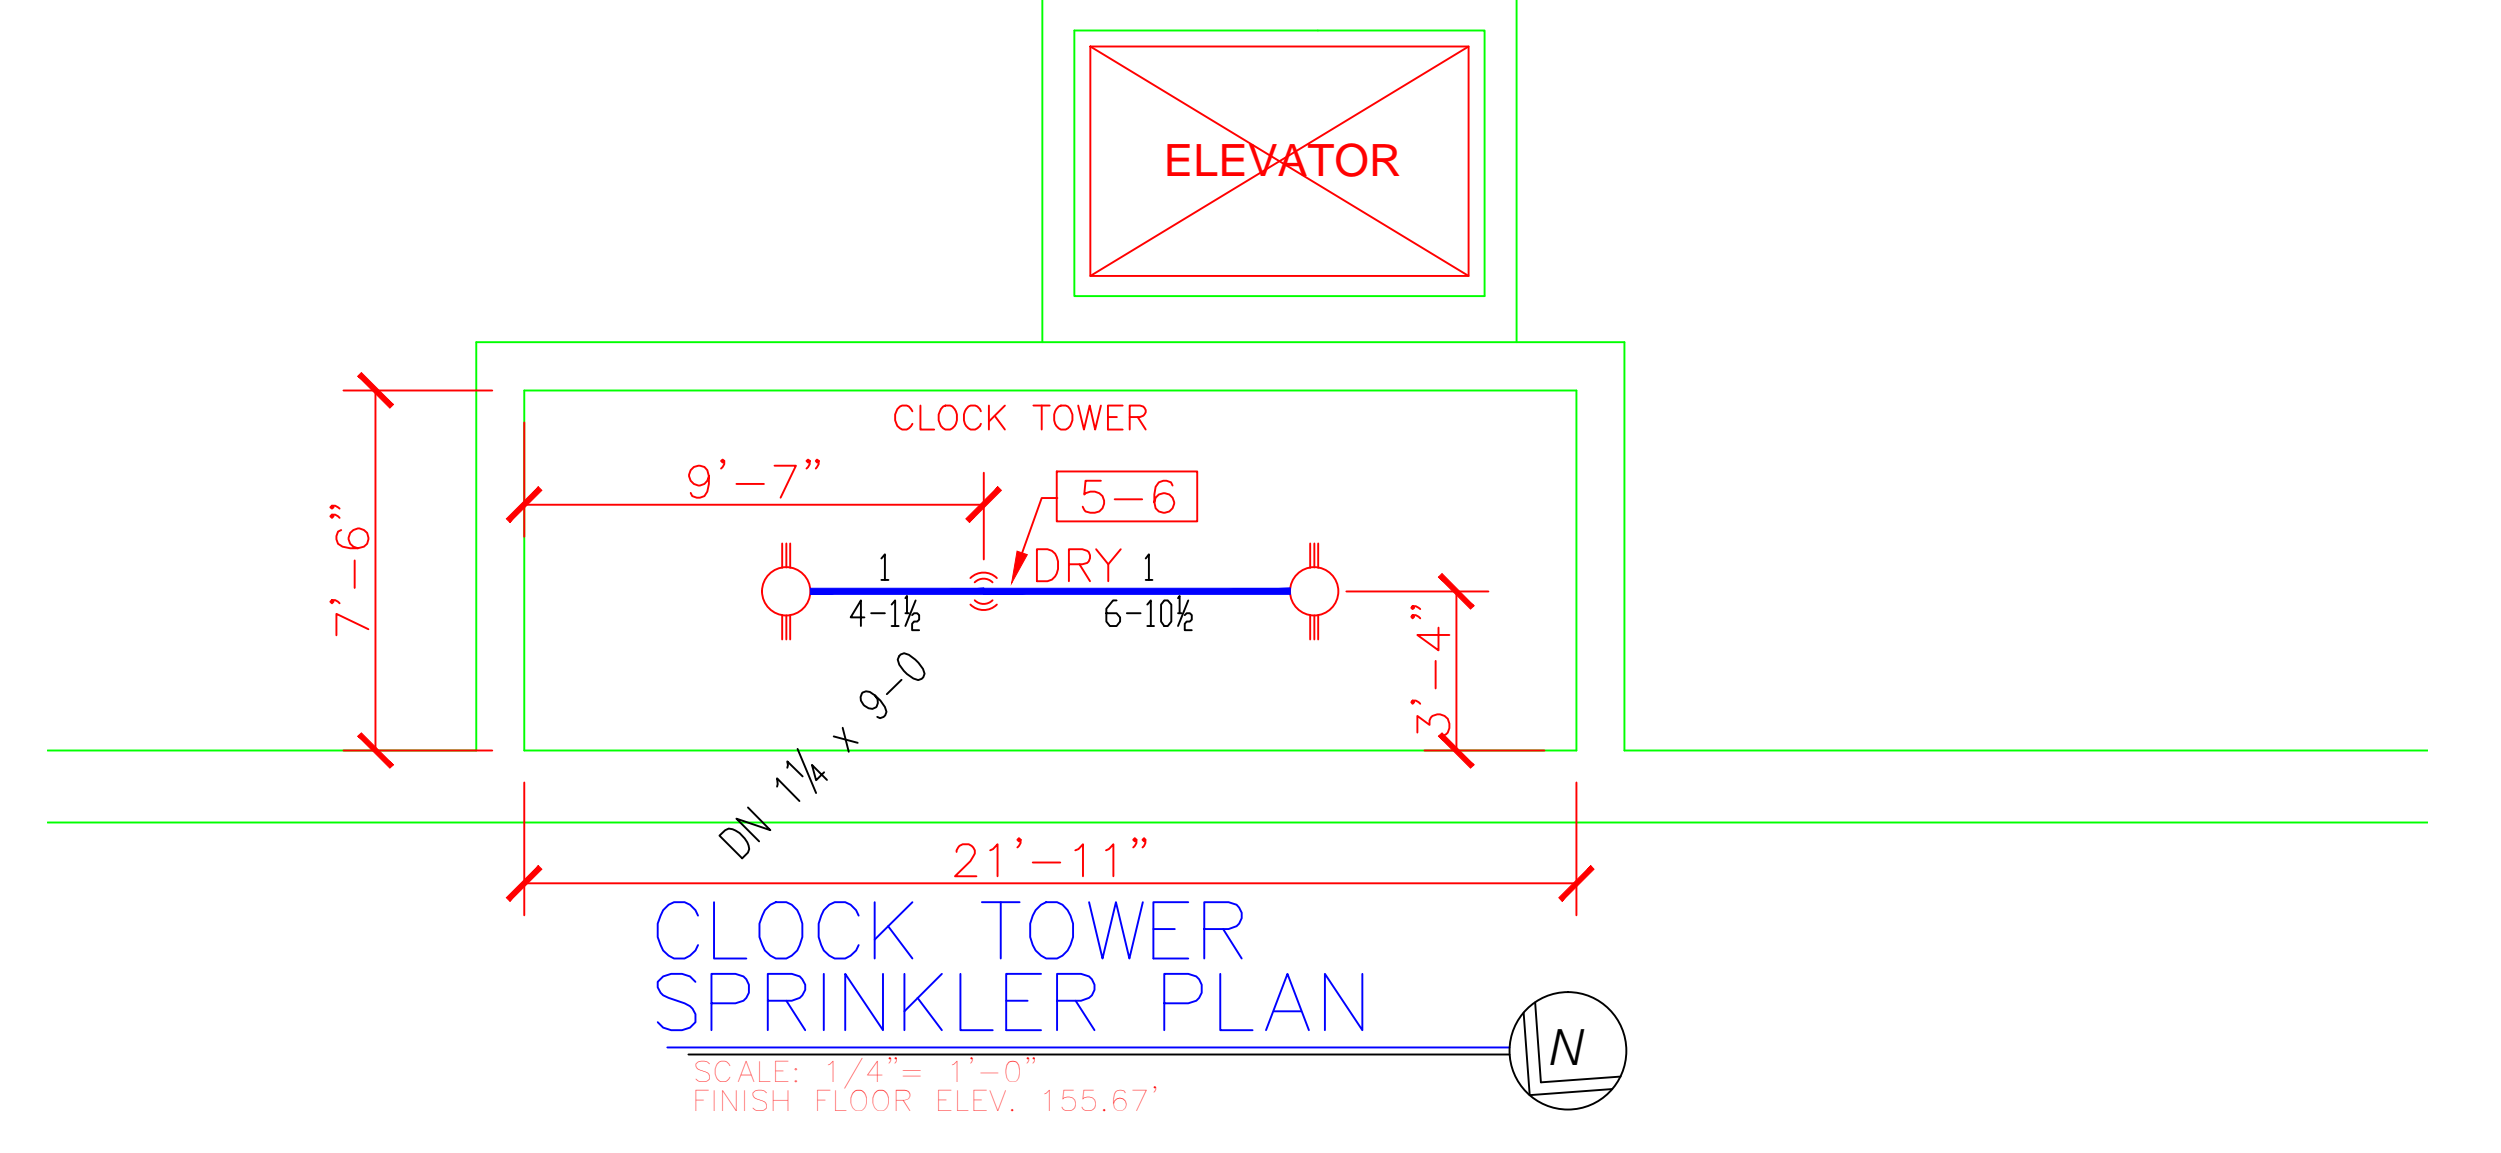 ELEVATOR
CLOCK TOWER
9'-7"
5-6
7'-6"
1
DRY
1
4-1½
6-10½
3'-4"
DN 1¼ x 9-0
21'-11"
CLOCK TOWER
SPRINKLER PLAN
N
SCALE: 1/4"= 1'-0"
FINISH FLOOR ELEV. 155.67'